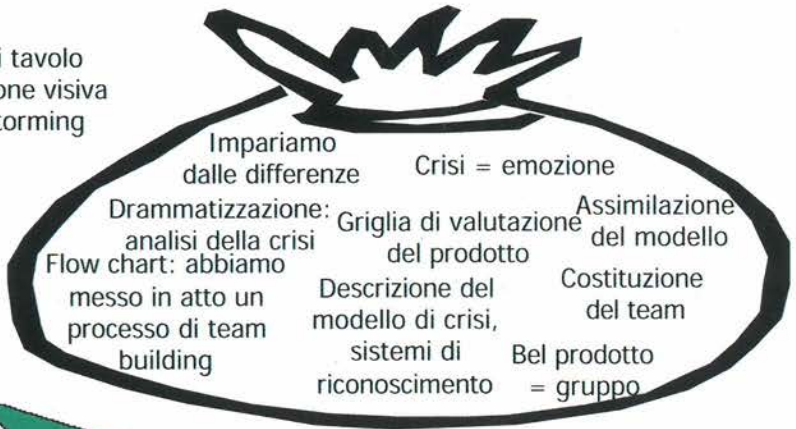 i tavolo
one visiva
torming
Impariamo
dalle differenze
Crisi = emozione
Drammatizzazione:
analisi della crisi
Griglia di valutazione
del prodotto
Assimilazione
del modello
Flow chart: abbiamo
messo in atto un
processo di team
building
Descrizione del
modello di crisi,
sistemi di
riconoscimento
Costituzione
del team
Bel prodotto
= gruppo